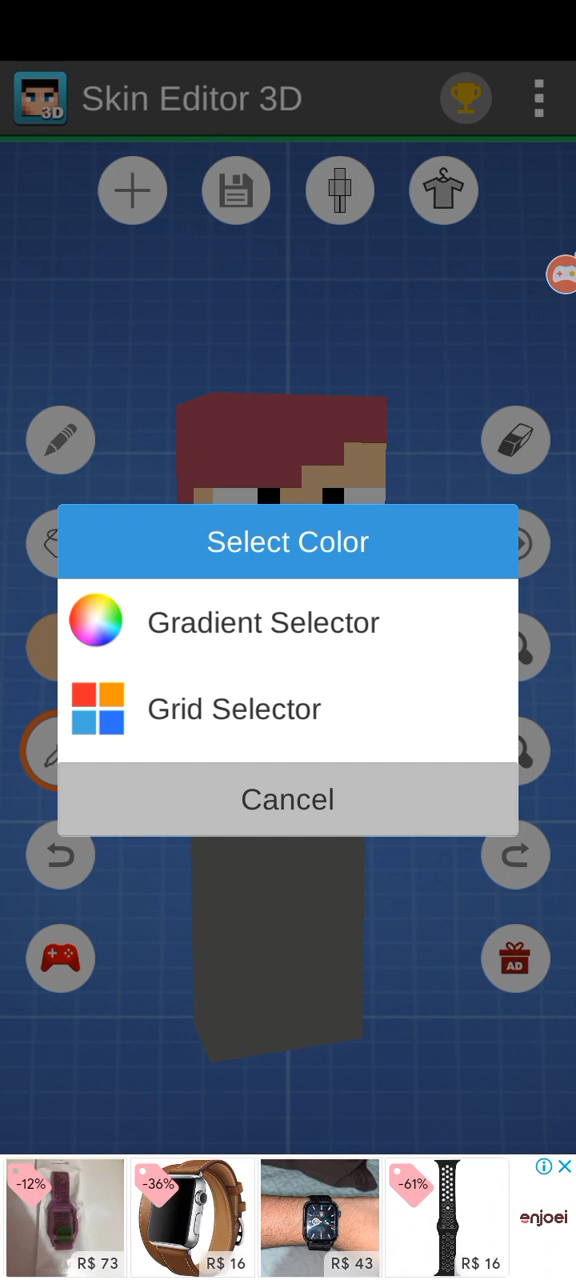 3D
Skin Editor 3D
Select Color
Gradient Selector
Grid Selector
Cancel
AD
-12%
R$ 73
-36%
R$ 16
R$ 43
-61%
R$ 16
enjoei